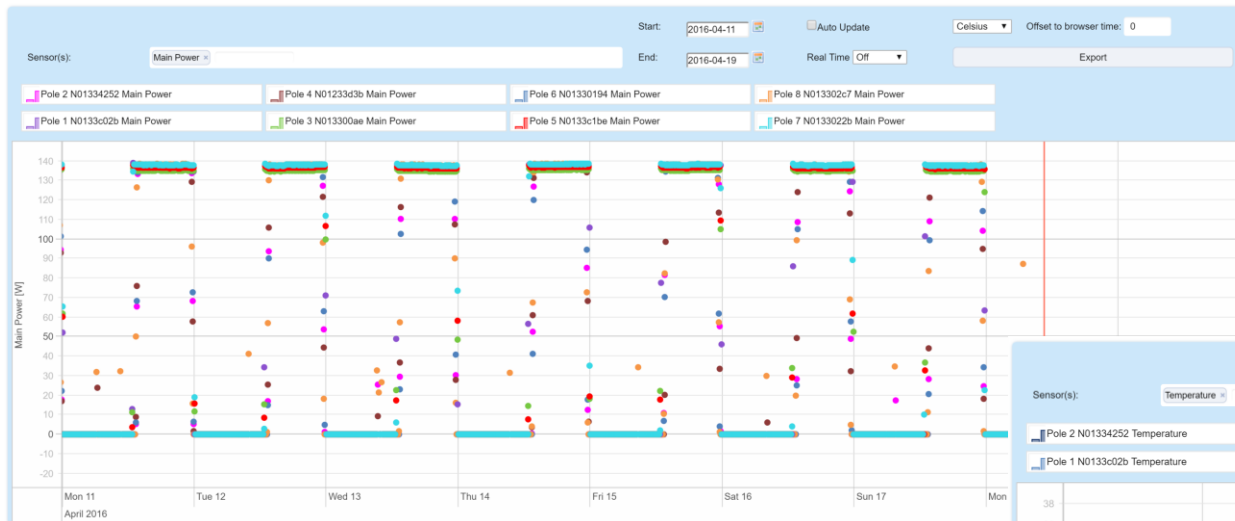 Start: 2016-04-11 Auto Update Celsius Offset to browser time: 0
Sensor(s): Main Power × End: 2016-04-19 Real Time Off Export
Pole 2 N01334252 Main Power Pole 4 N01233d3b Main Power Pole 6 N01330194 Main Power Pole 8 N013302c7 Main Power
Pole 1 N0133c02b Main Power Pole 3 N013300ae Main Power Pole 5 N0133c1be Main Power Pole 7 N0133022b Main Power
Main Power [W]
140
130
120
110
100
90
80
70
60
50
40
30
20
10
0
-10
-20
Mon 11 Tue 12 Wed 13 Thu 14 Fri 15 Sat 16 Sun 17 Mon
April 2016
Sensor(s): Temperature ×
Pole 2 N01334252 Temperature
Pole 1 N0133c02b Temperature
38